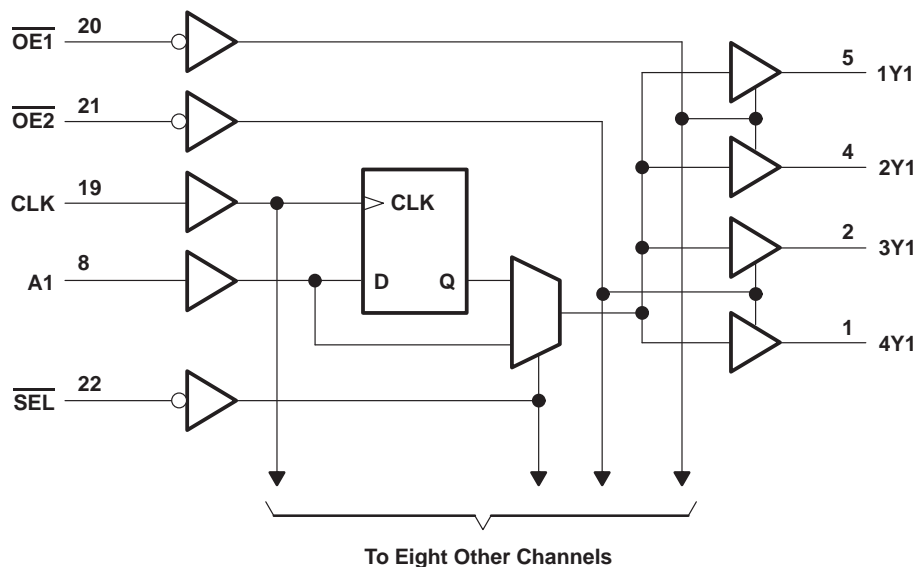 OE1 20
OE2 21
CLK 19
A1 8
SEL 22
CLK
D Q
5 1Y1
4 2Y1
2 3Y1
1 4Y1
To Eight Other Channels